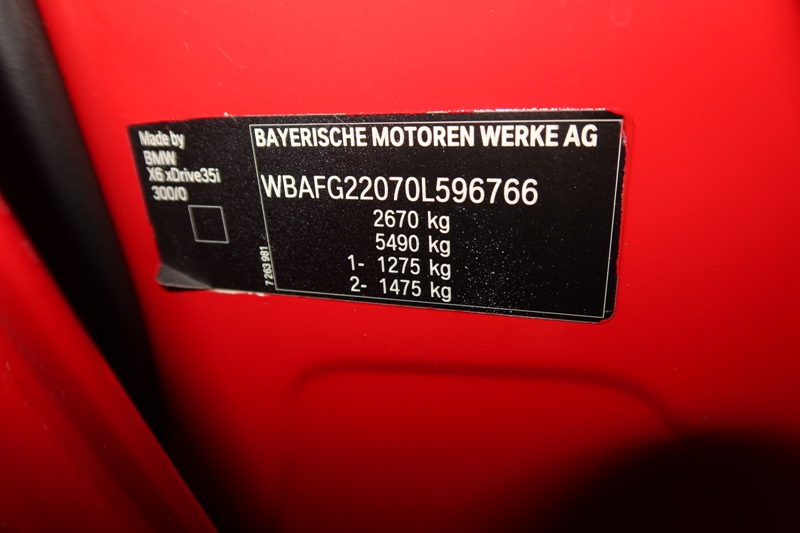 Made by
BMW
X6 xDrive35i
300/0
7 263 981
BAYERISCHE MOTOREN WERKE AG
WBAFG22070L596766
2670 kg
5490 kg
1- 1275 kg
2- 1475 kg